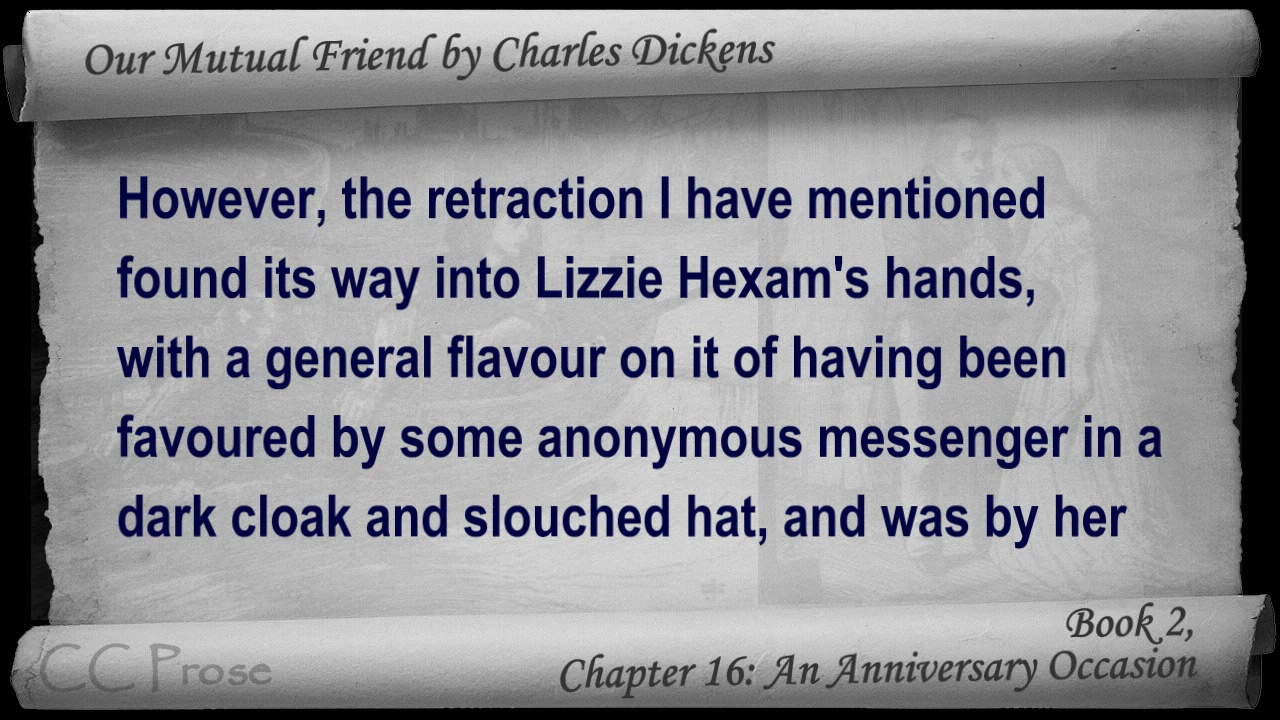 Our Mutual Friend by Charles Dickens
However, the retraction I have mentioned
found its way into Lizzie Hexam's hands,
with a general flavour on it of having been
favoured by some anonymous messenger in a
dark cloak and slouched hat, and was by her
Book 2,
Chapter 16: An Anniversary Occasion
CC Prose